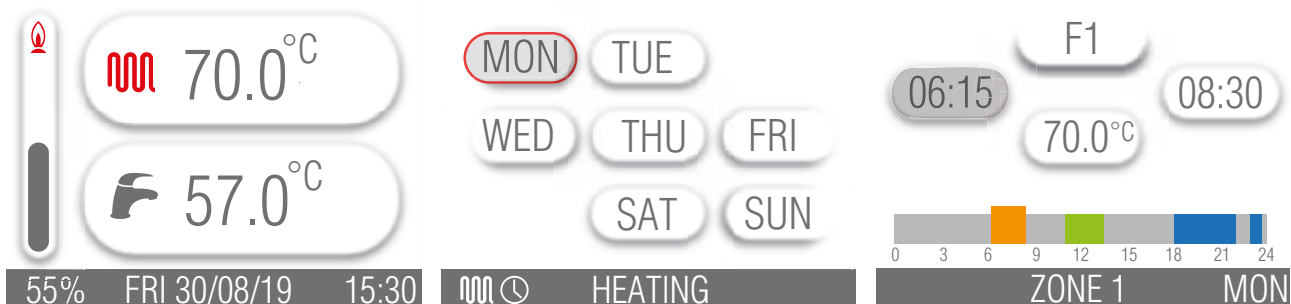 70.0°C
57.0°C
55% FRI 30/08/19 15:30
MON TUE
WED THU FRI
SAT SUN
HEATING
F1
06:15 08:30
70.0°C
0 3 6 9 12 15 18 21 24
ZONE 1 MON